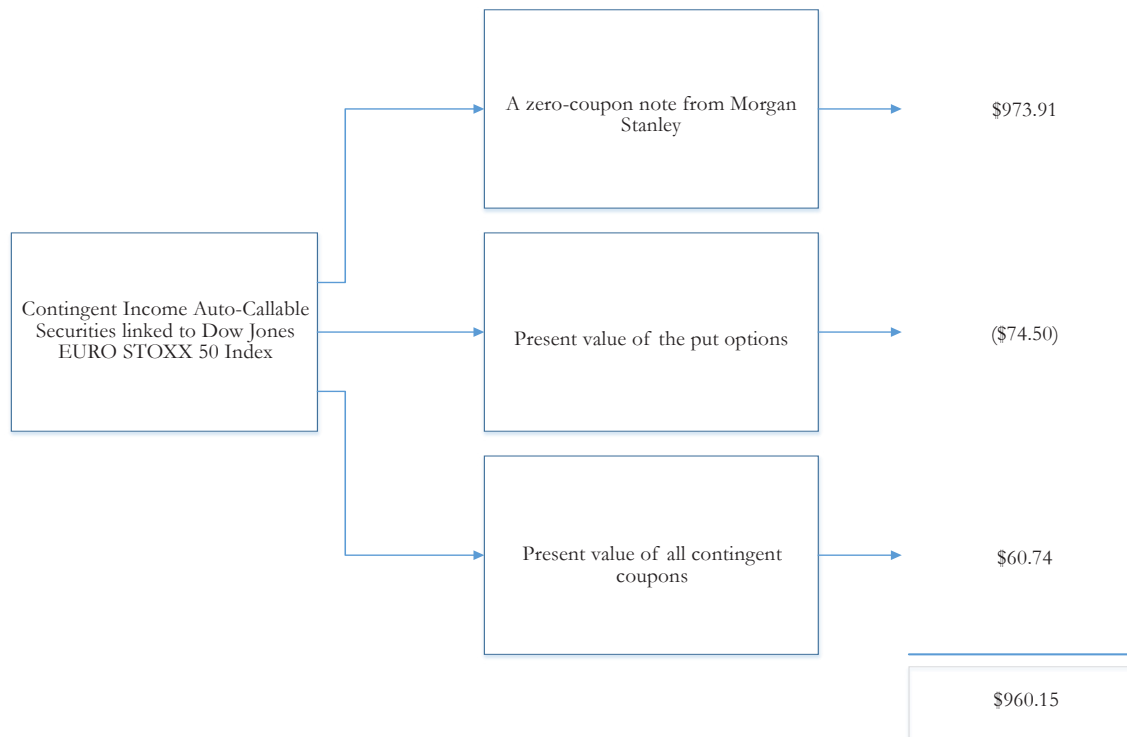 A zero-coupon note from Morgan
Stanley
$973.91
Contingent Income Auto-Callable
Securities linked to Dow Jones
EURO STOXX 50 Index
Present value of the put options
($74.50)
Present value of all contingent
coupons
$60.74
$960.15